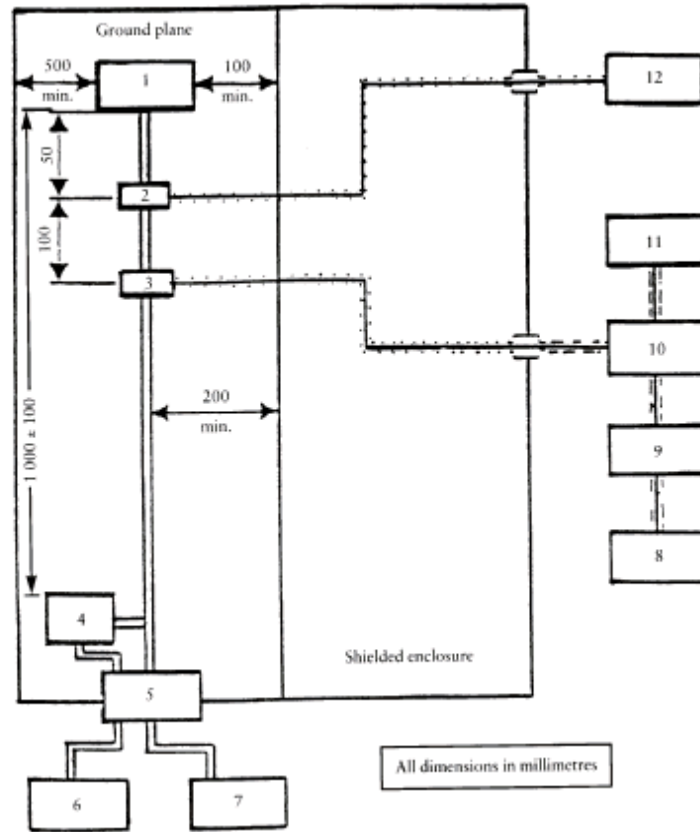 Ground plane
500
min.
1
100
min.
12
50
2
11
100
3
10
200
min.
1 000 ± 100
9
8
4
Shielded enclosure
5
All dimensions in millimetres
6
7